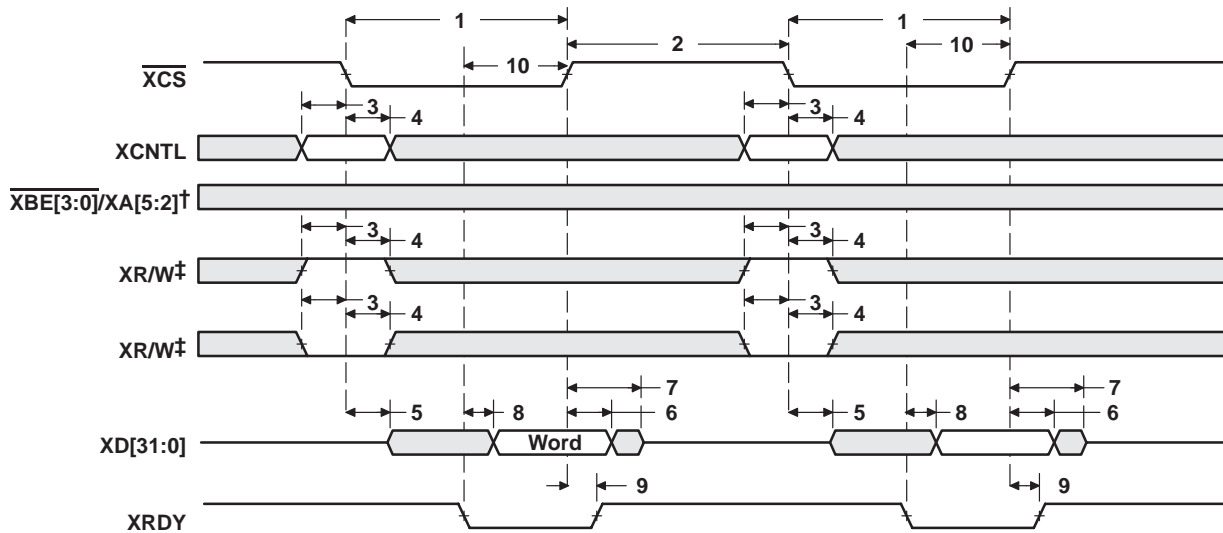 1 1
2
10 10
XCS
3 3
4 4
XCNTL
XBE[3:0]/XA[5:2]†
3 3
4 4
XR/W‡
3 3
4 4
XR/W‡
7 7
5 8 6 5 8 6
XD[31:0] Word
9 9
XRDY